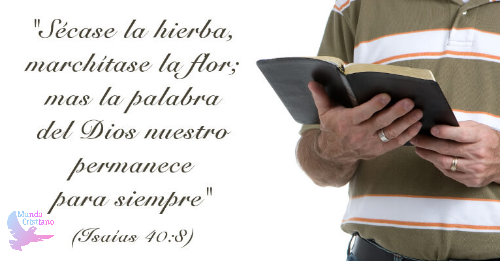 "Sécase la hierba,
marchítase la flor;
mas la palabra
del Dios nuestro
permanece
para siempre"
(Isaías 40:8)
Mundo
Cristiano